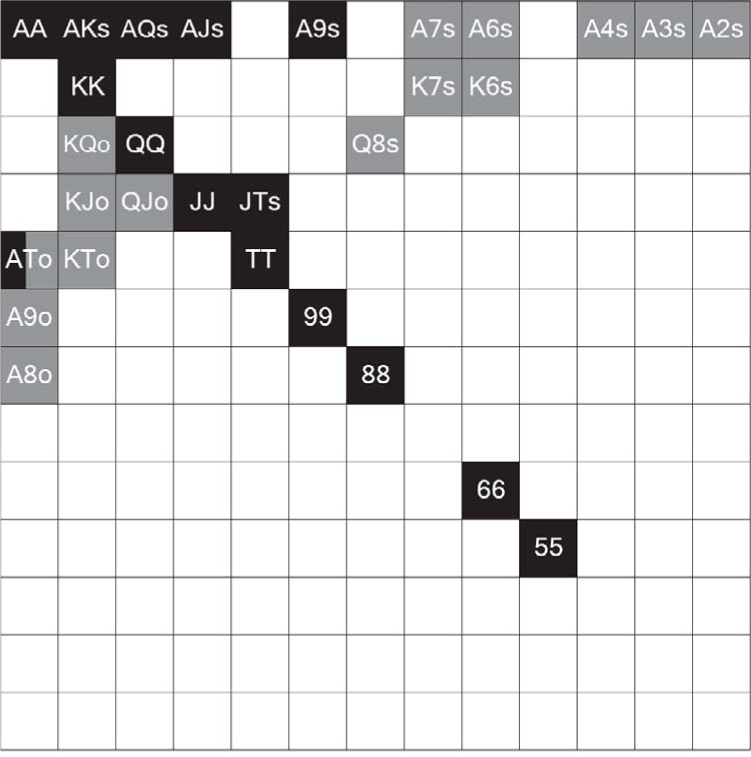 AA AKs AQs AJs A9s A7s A6s A4s A3s A2s
KK K7s K6s
KQo QQ Q8s
KJo QJo JJ JTs
ATo KTo TT
A9o 99
A8o 88
66
55